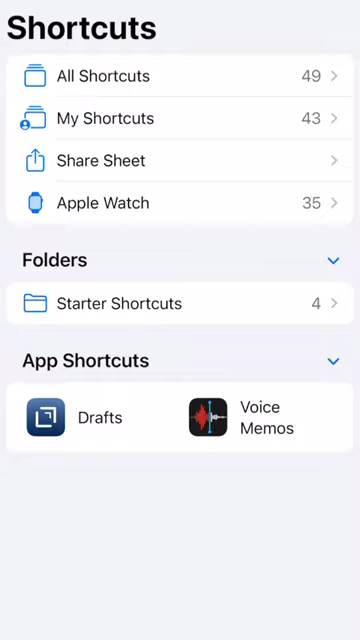 Shortcuts
All Shortcuts 49
My Shortcuts 43
Share Sheet
Apple Watch 35
Folders
Starter Shortcuts 4
App Shortcuts
Drafts
Voice
Memos